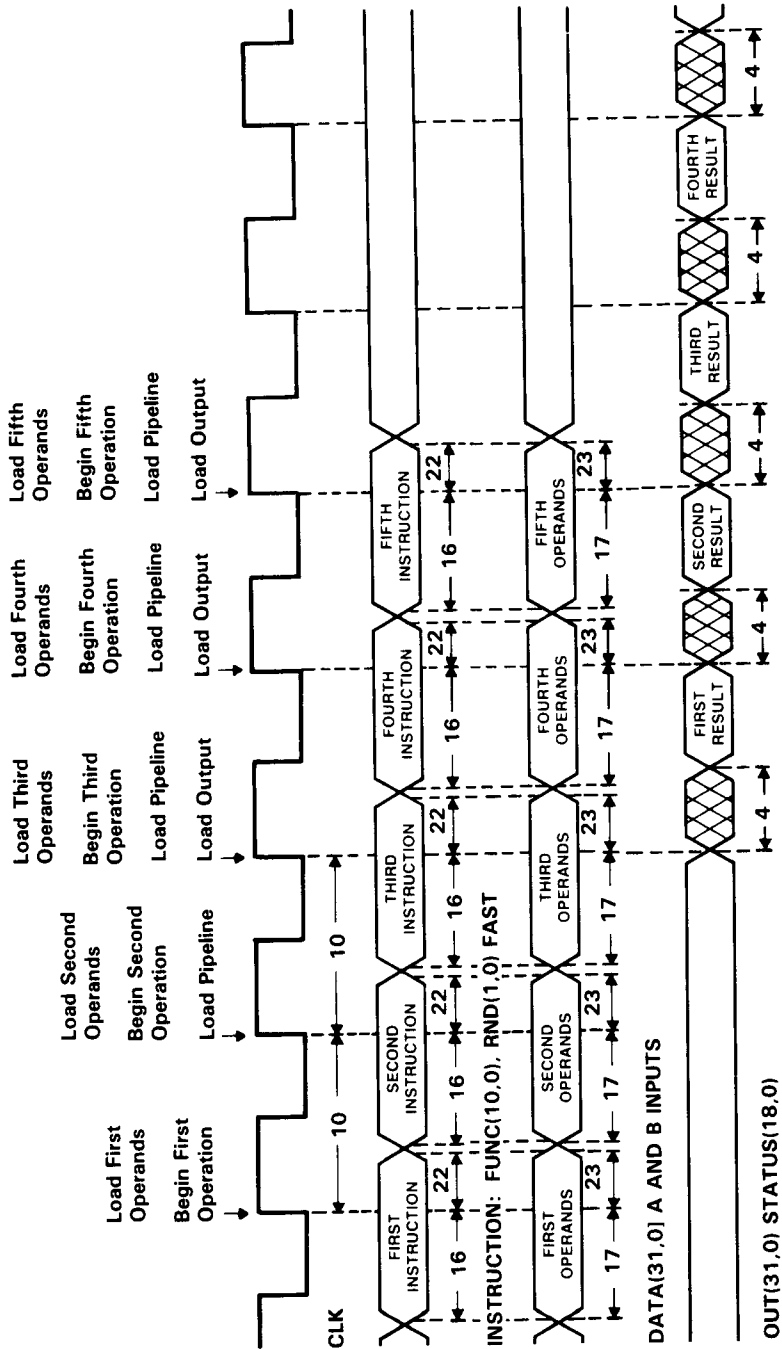 Load First
Operands
Begin First
Operation
Load Second
Operands
Begin Second
Operation
Load Pipeline
Load Third
Operands
Begin Third
Operation
Load Pipeline
Load Output
Load Fourth
Operands
Begin Fourth
Operation
Load Pipeline
Load Output
Load Fifth
Operands
Begin Fifth
Operation
Load Pipeline
Load Output
CLK
10 10
FIRST
INSTRUCTION
SECOND
INSTRUCTION
THIRD
INSTRUCTION
FOURTH
INSTRUCTION
FIFTH
INSTRUCTION
16 22 16 22 16 22 16 22 16 22
INSTRUCTION: FUNC(10,0), RND(1,0) FAST
FIRST
OPERANDS
SECOND
OPERANDS
THIRD
OPERANDS
FOURTH
OPERANDS
FIFTH
OPERANDS
17 23 17 23 17 23 17 23 17 23
DATA(31,0] A AND B INPUTS
FIRST
RESULT
SECOND
RESULT
THIRD
RESULT
FOURTH
RESULT
4 4 4 4 4
OUT(31,0) STATUS(18,0)